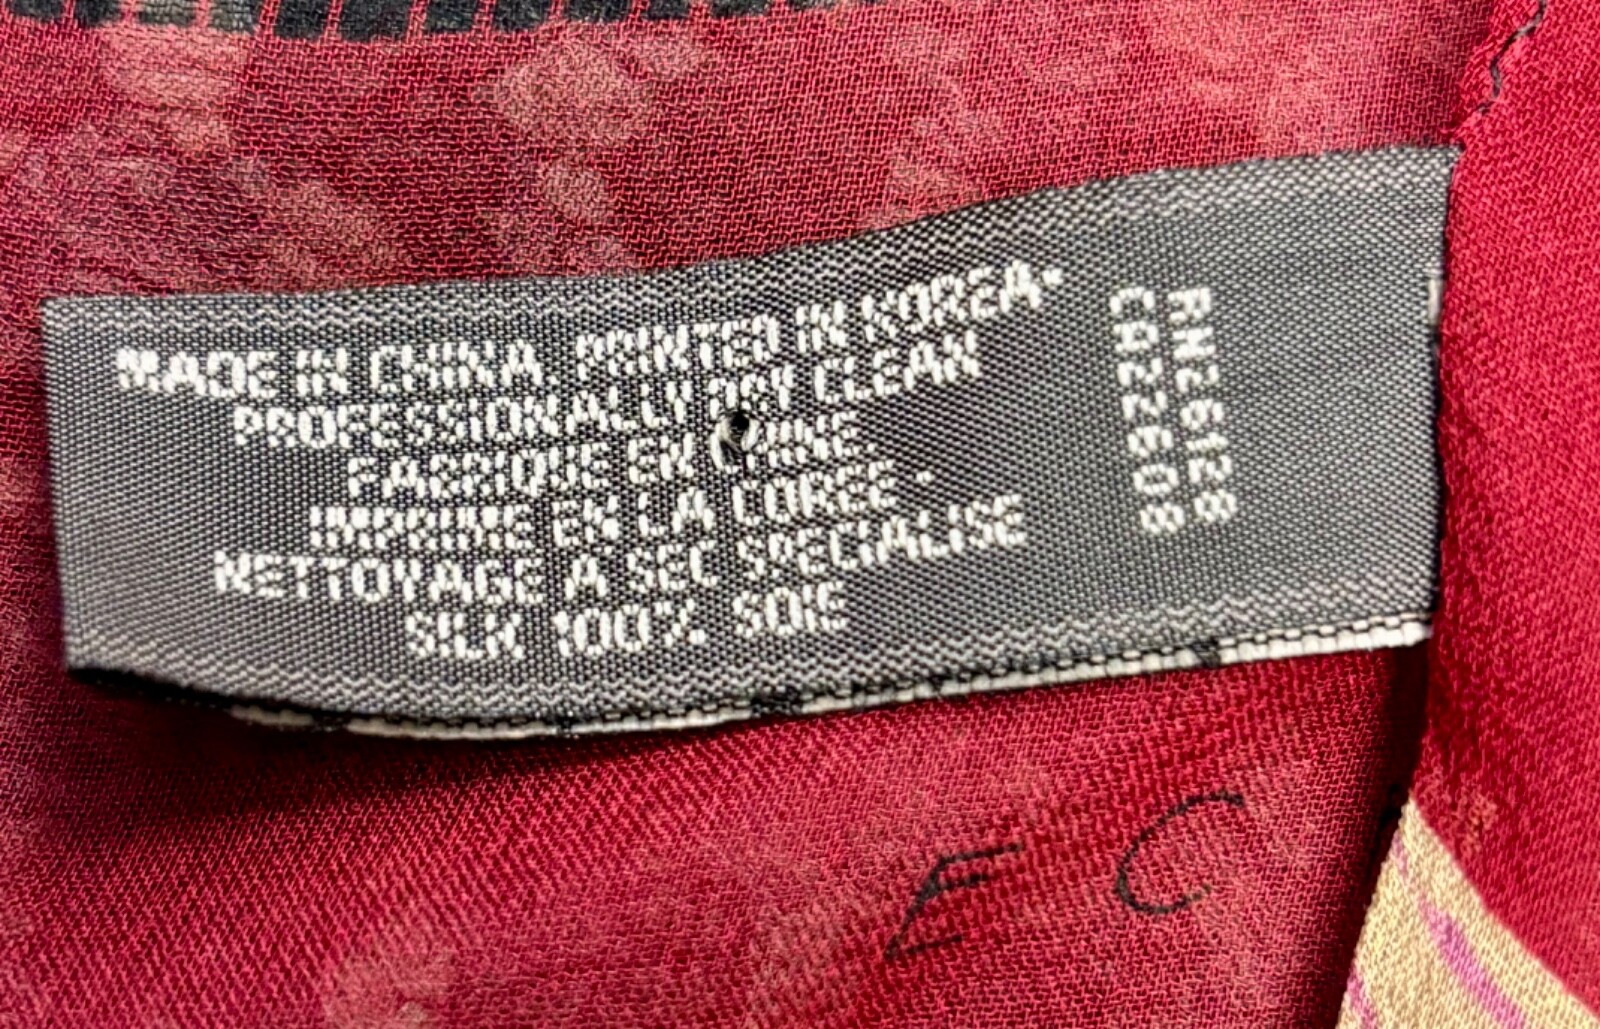 MADE IN CHINA. PRINTED IN KOREA-
PROFESSIONALLY DRY CLEAN
FABRIQUE EN CHINE.
IMPRIME EN LA COREE -
NETTOYAGE A SEC SPECIALISE
SILK 100% SOIE
RN26128
CA22608
E C